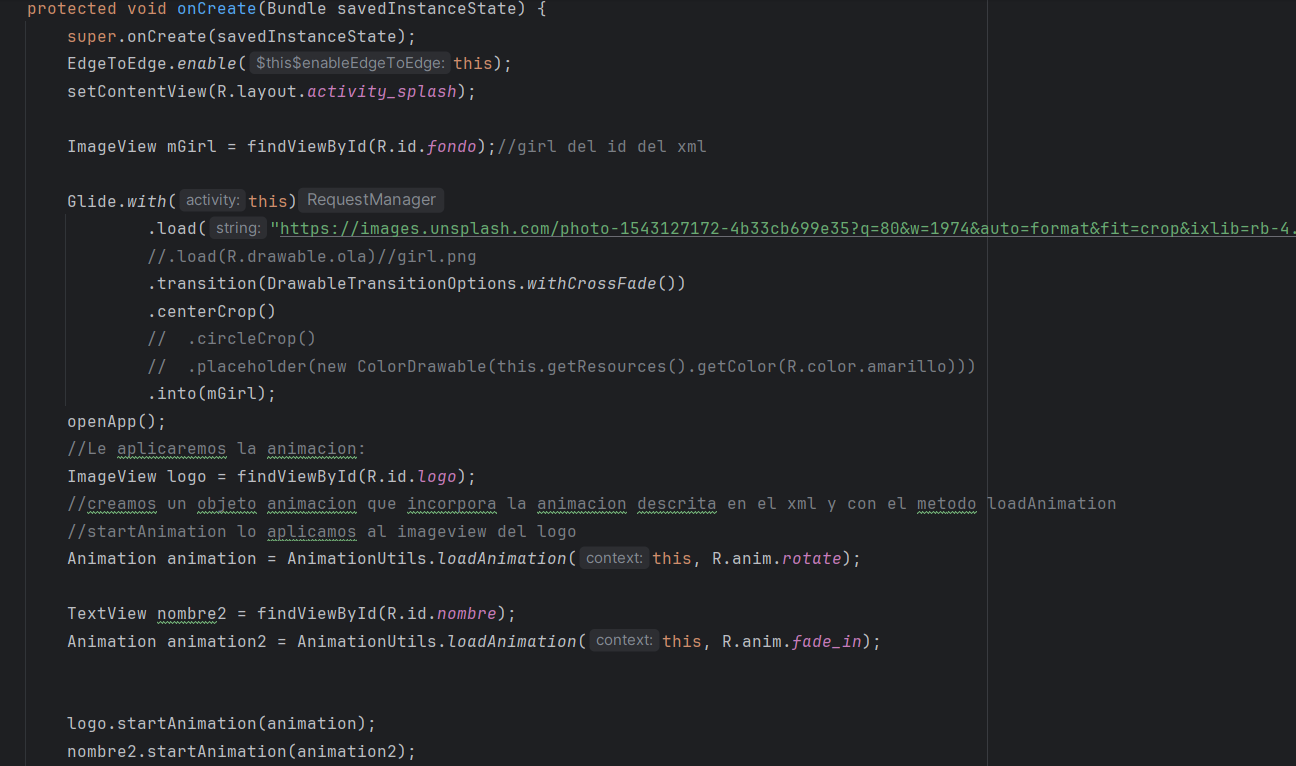 protected void onCreate(Bundle savedInstanceState) {
super.onCreate(savedInstanceState);
EdgeToEdge.enable( $this$enableEdgeToEdge: this);
setContentView(R.layout.activity_splash);
ImageView mGirl = findViewById(R.id.fondo);//girl del id del xml
Glide.with( activity: this) RequestManager
.load( string: "https://images.unsplash.com/photo-1543127172-4b33cb699e35?q=80&w=1974&auto=format&fit=crop&ixlib=rb-4.
//.load(R.drawable.ola)//girl.png
.transition(DrawableTransitionOptions.withCrossFade())
.centerCrop()
// .circleCrop()
// .placeholder(new ColorDrawable(this.getResources().getColor(R.color.amarillo)))
.into(mGirl);
openApp();
//Le aplicaremos la animacion:
ImageView logo = findViewById(R.id.logo);
//creamos un objeto animacion que incorpora la animacion descrita en el xml y con el metodo loadAnimation
//startAnimation lo aplicamos al imageview del logo
Animation animation = AnimationUtils.loadAnimation( context: this, R.anim.rotate);
TextView nombre2 = findViewById(R.id.nombre);
Animation animation2 = AnimationUtils.loadAnimation( context: this, R.anim.fade_in);
logo.startAnimation(animation);
nombre2.startAnimation(animation2);